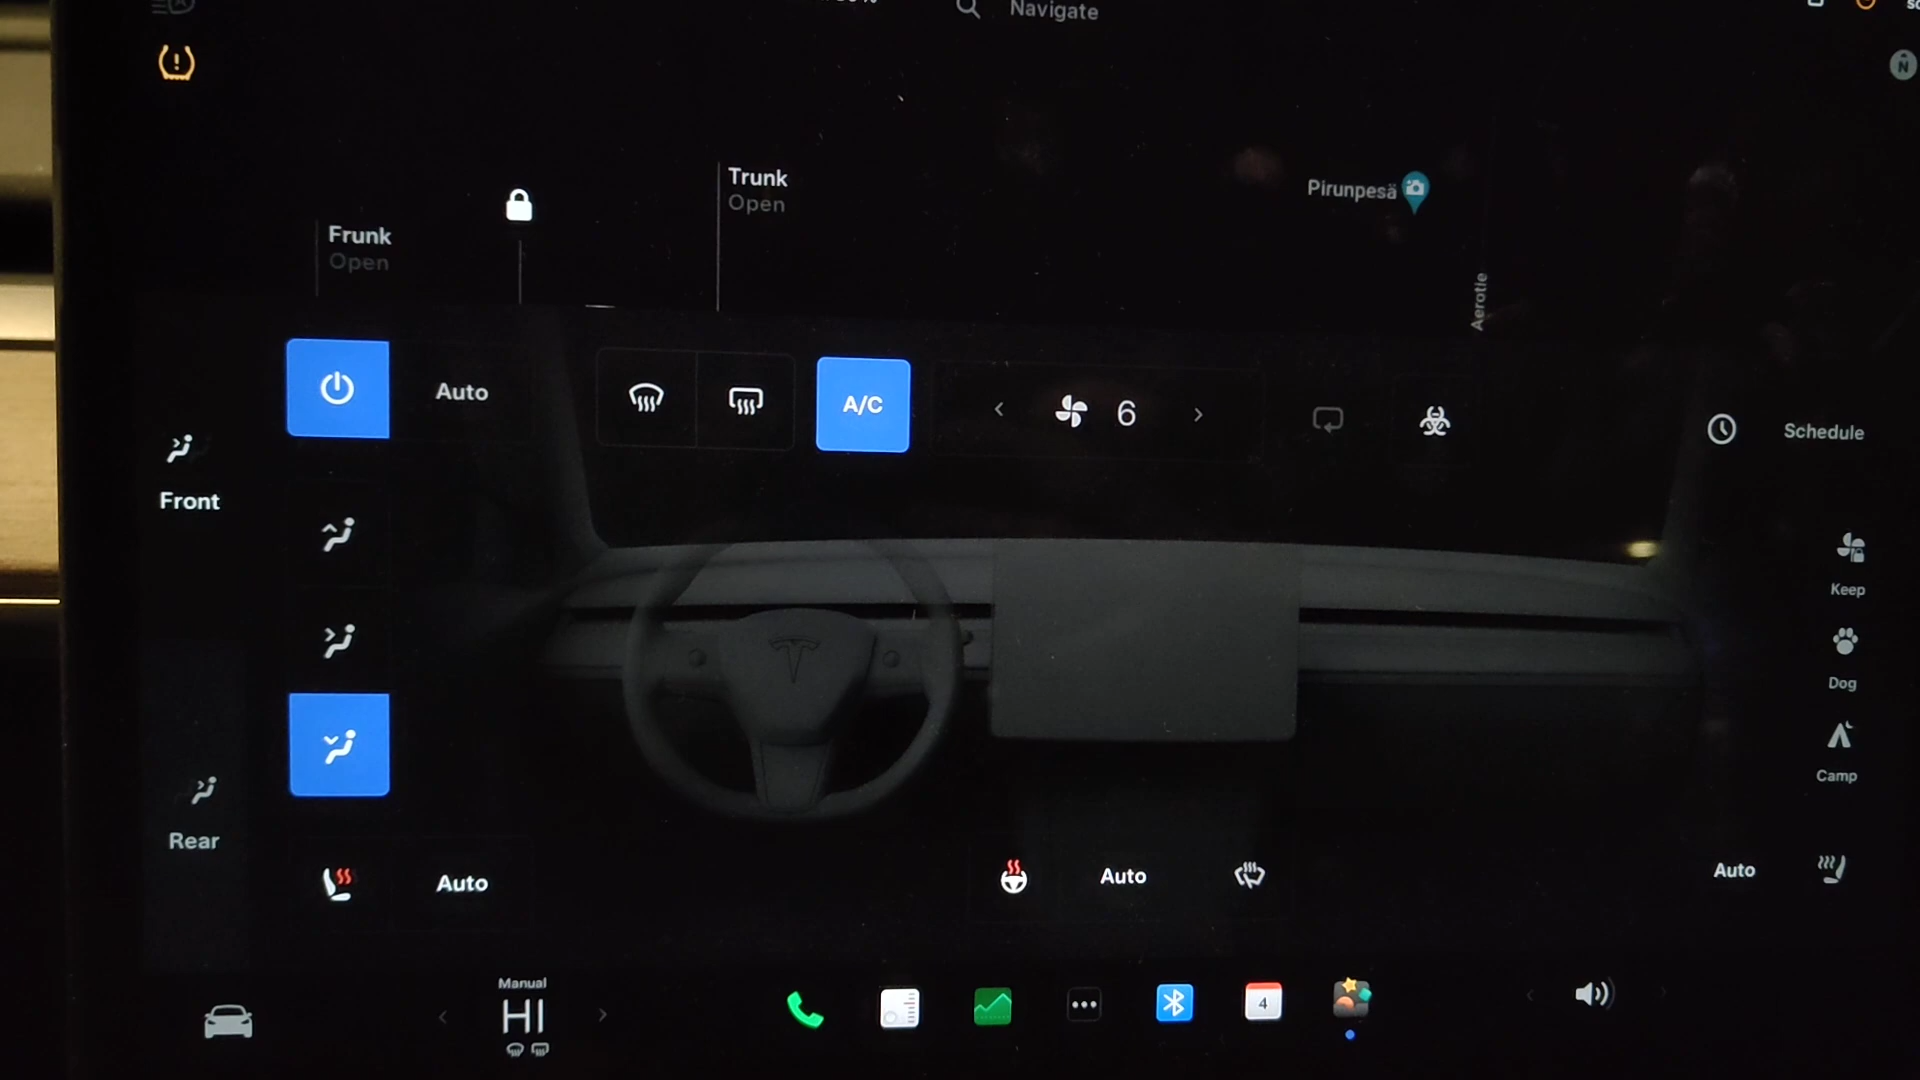 Navigate
N
Trunk
Open
Pirunpesä
Frunk
Open
Aerotie
Auto
A/C
6
Schedule
Front
Keep
Dog
Camp
Rear
Auto
Auto
Auto
Manual
HI
4